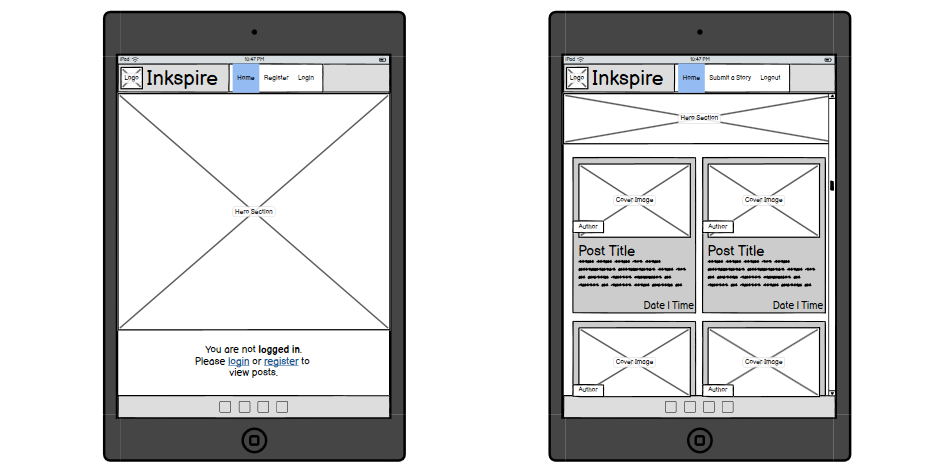 iPad
10:47 PM
Logo
Inkspire
Home
Register
Login
Hero Section
You are not logged in.
Please login or register to
view posts.
iPad
10:47 PM
Logo
Inkspire
Home
Submit a Story
Logout
Hero Section
Cover Image
Cover Image
Author
Author
Post Title
Post Title
Date | Time
Date | Time
Cover Image
Cover Image
Author
Author